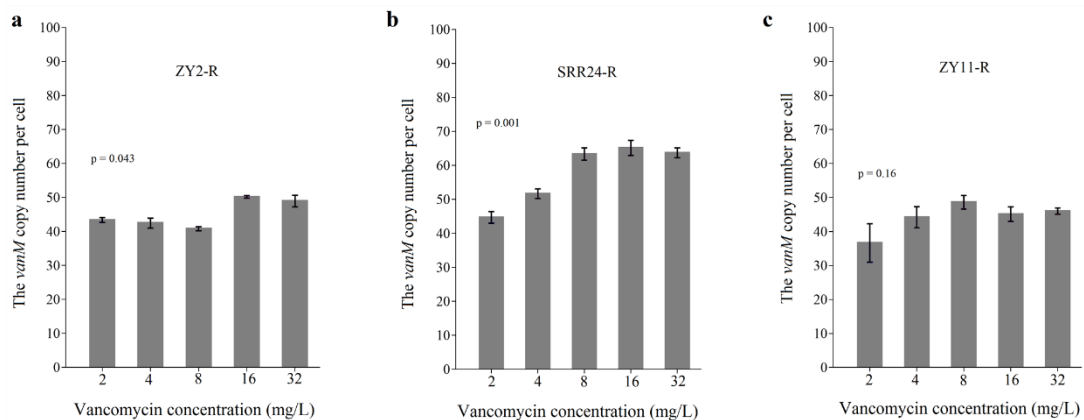 a
ZY2-R
The vanM copy number per cell
100
90
80
70
60
50
40
30
20
10
0
p = 0.043
2 4 8 16 32
Vancomycin concentration (mg/L)
b
SRR24-R
The vanM copy number per cell
100
90
80
70
60
50
40
30
20
10
0
p = 0.001
2 4 8 16 32
Vancomycin concentration (mg/L)
c
ZY11-R
The vanM copy number per cell
100
90
80
70
60
50
40
30
20
10
0
p = 0.16
2 4 8 16 32
Vancomycin concentration (mg/L)